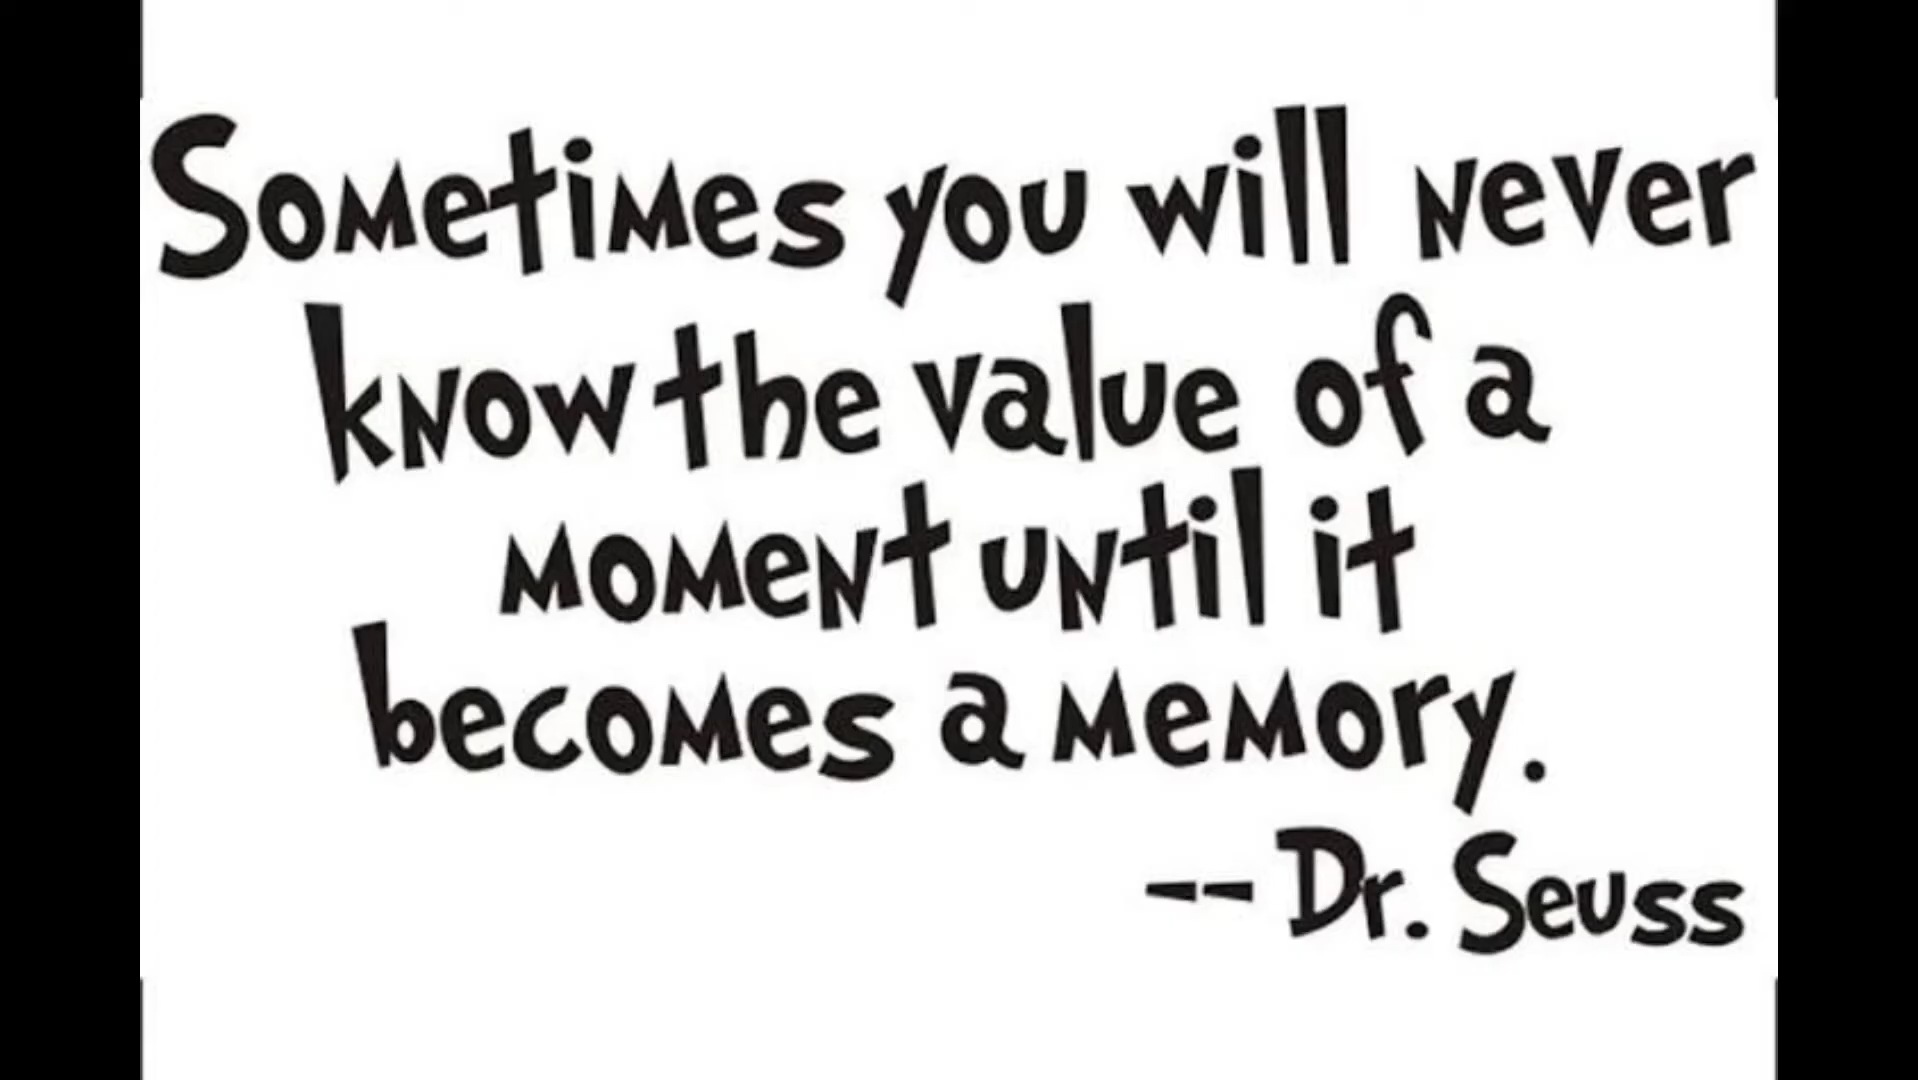 Sometimes you will never
know the value of a
moment until it
becomes a memory.
-- Dr. Seuss